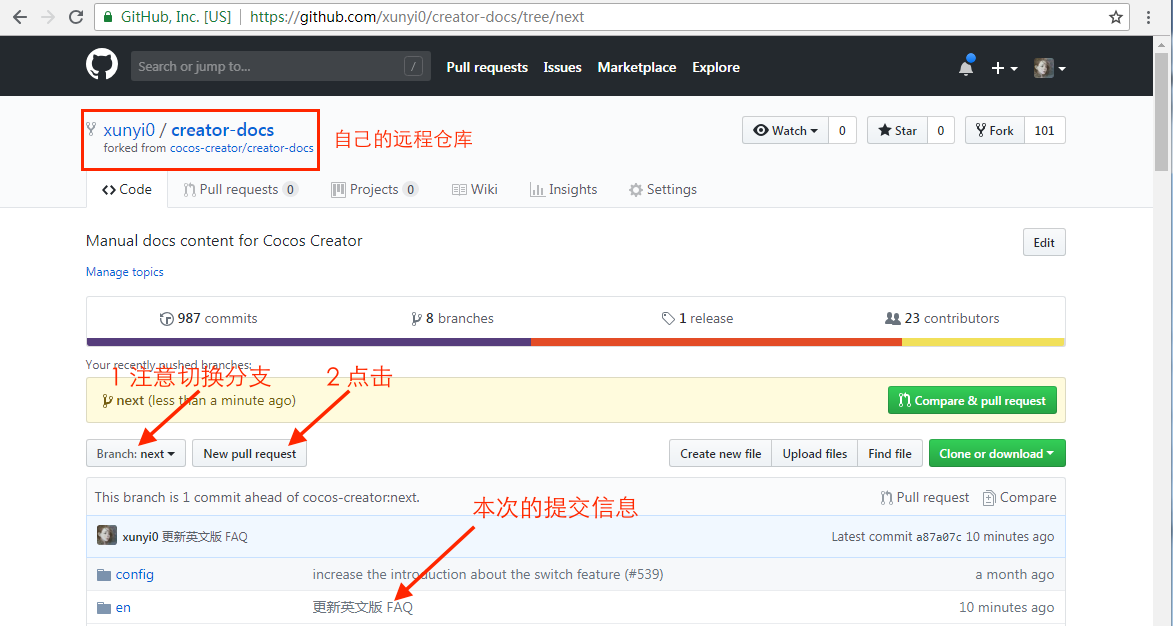 GitHub, Inc. [US] | https://github.com/xunyi0/creator-docs/tree/next
Search or jump to... / Pull requests Issues Marketplace Explore
xunyi0 / creator-docs 自己的远程仓库 Watch 0 Star 0 Fork 101
forked from cocos-creator/creator-docs
Code Pull requests 0 Projects 0 Wiki Insights Settings
Manual docs content for Cocos Creator Edit
Manage topics
987 commits 8 branches 1 release 23 contributors
Your recently pushed branches:
1 注意切换分支 2 点击
next (less than a minute ago) Compare & pull request
Branch: next New pull request Create new file Upload files Find file Clone or download
This branch is 1 commit ahead of cocos-creator:next. Pull request Compare
本次的提交信息
xunyi0 更新英文版 FAQ Latest commit a87a07c 10 minutes ago
config increase the introduction about the switch feature (#539) a month ago
en 更新英文版 FAQ 10 minutes ago